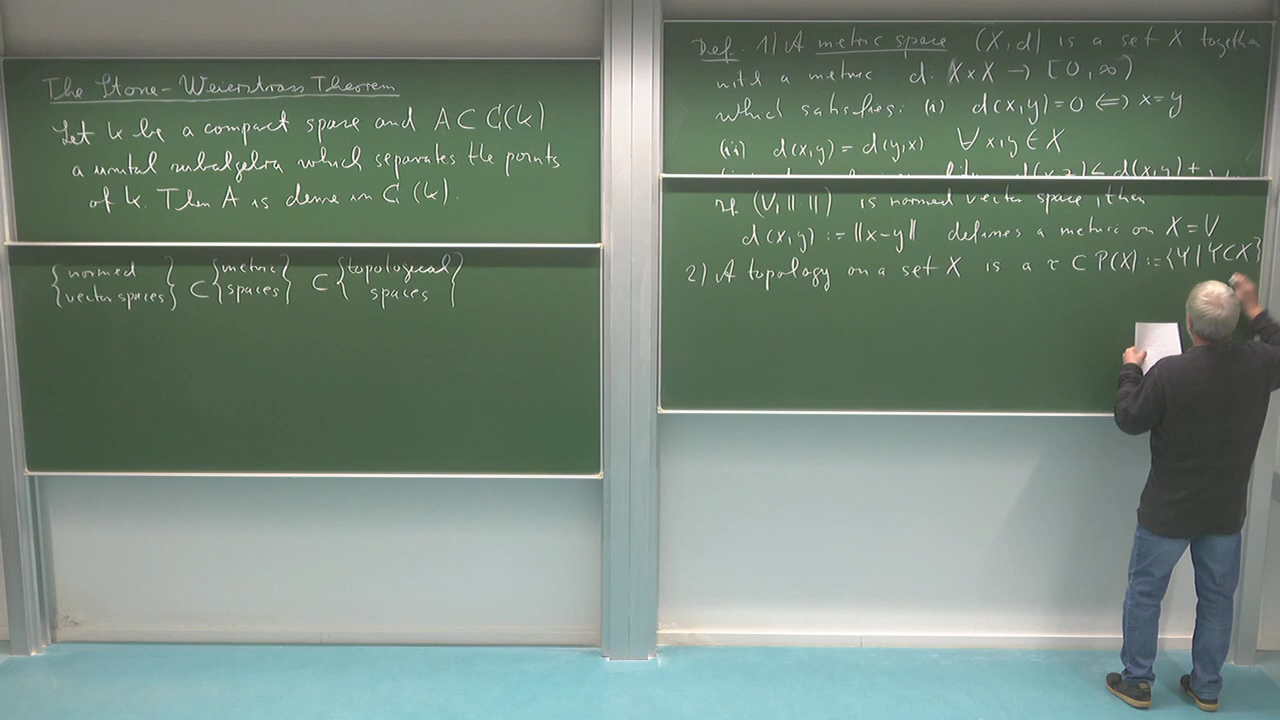 The Stone-Weierstrass Theorem
Let K be a compact space and A ⊂ C(K)
a unital subalgebra which separates the points
of K. Then A is dense in C(K).
{normed vector spaces} ⊂ {metric spaces} ⊂ {topological spaces}
Def. 1) A metric space (X,d) is a set X together
with a metric d: X×X → [0,∞)
which satisfies: (i) d(x,y)=0 ⟺ x=y
(ii) d(x,y) = d(y,x) ∀ x,y ∈ X
d(x,z) ≤ d(x,y) +
If (V, ||·||) is normed vector space, then
d(x,y) := ||x-y|| defines a metric on X=V
2) A topology on a set X is a τ ⊂ P(X) := {Y | Y⊂X}